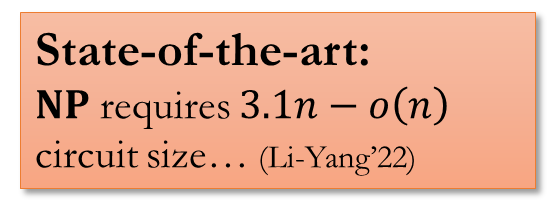 State-of-the-art:
NP requires 3.1𝑛 − 𝑜(𝑛)
circuit size… (Li-Yang’22)